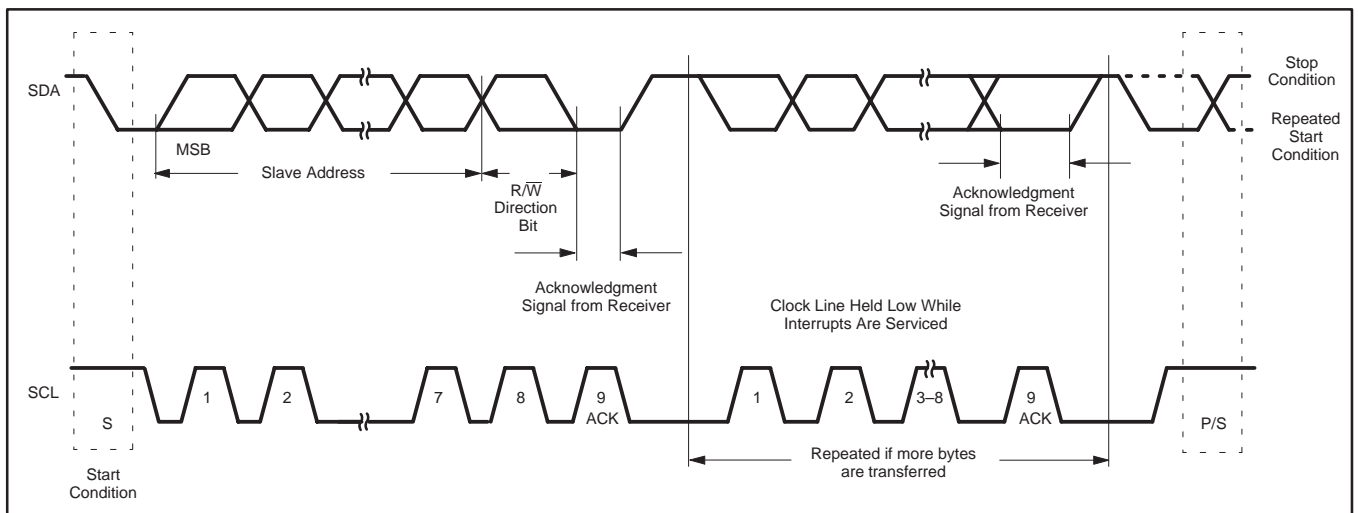 SDA
MSB
Slave Address
R/W̅
Direction
Bit
Acknowledgment
Signal from Receiver
Acknowledgment
Signal from Receiver
Stop
Condition
Repeated
Start
Condition
Clock Line Held Low While
Interrupts Are Serviced
SCL
S
1
2
7
8
9
ACK
1
2
3–8
9
ACK
P/S
Start
Condition
Repeated if more bytes
are transferred